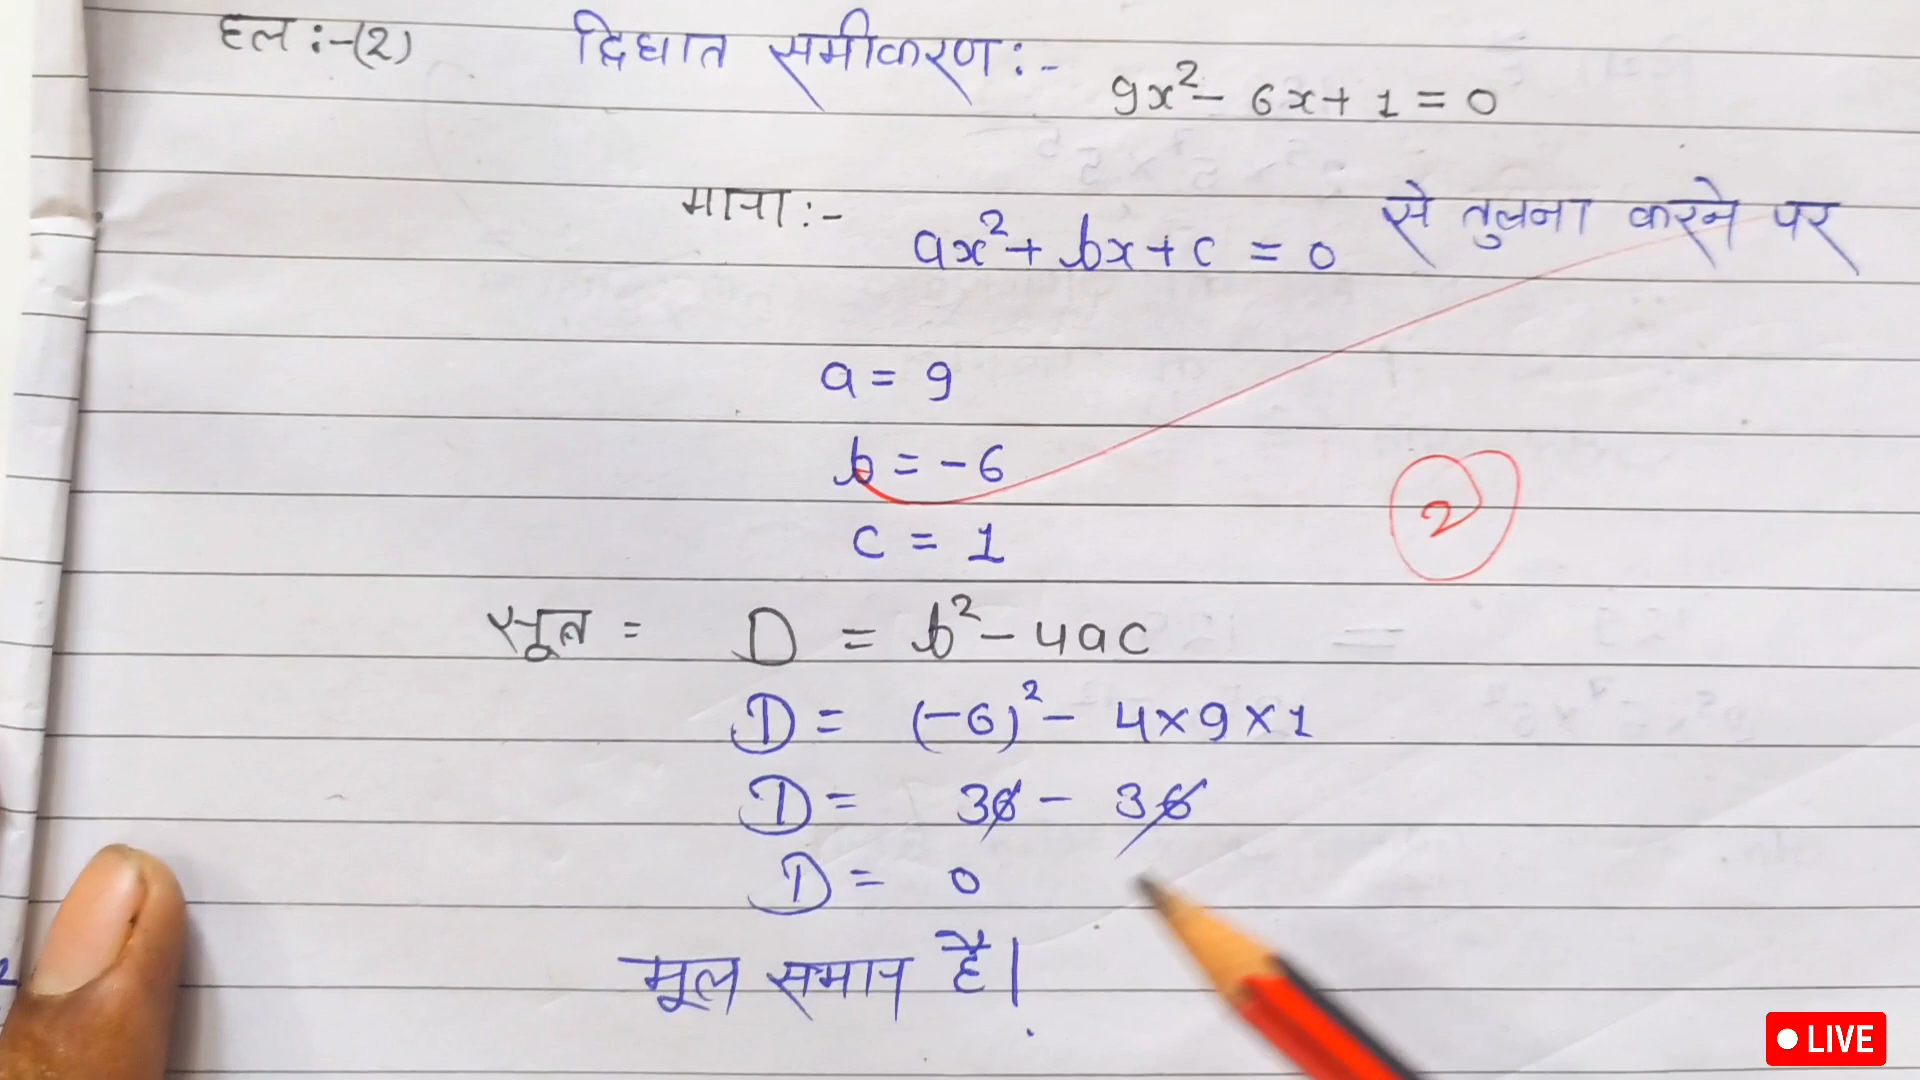 हल :-(2) द्विघात समीकरण :- 9x² - 6x + 1 = 0
माना :- ax² + bx + c = 0 से तुलना करने पर
a = 9
b = -6
c = 1
2
सूत्र = D = b² - 4ac
D = (-6)² - 4×9×1
D = 36 - 36
D = 0
मूल समान है।
LIVE